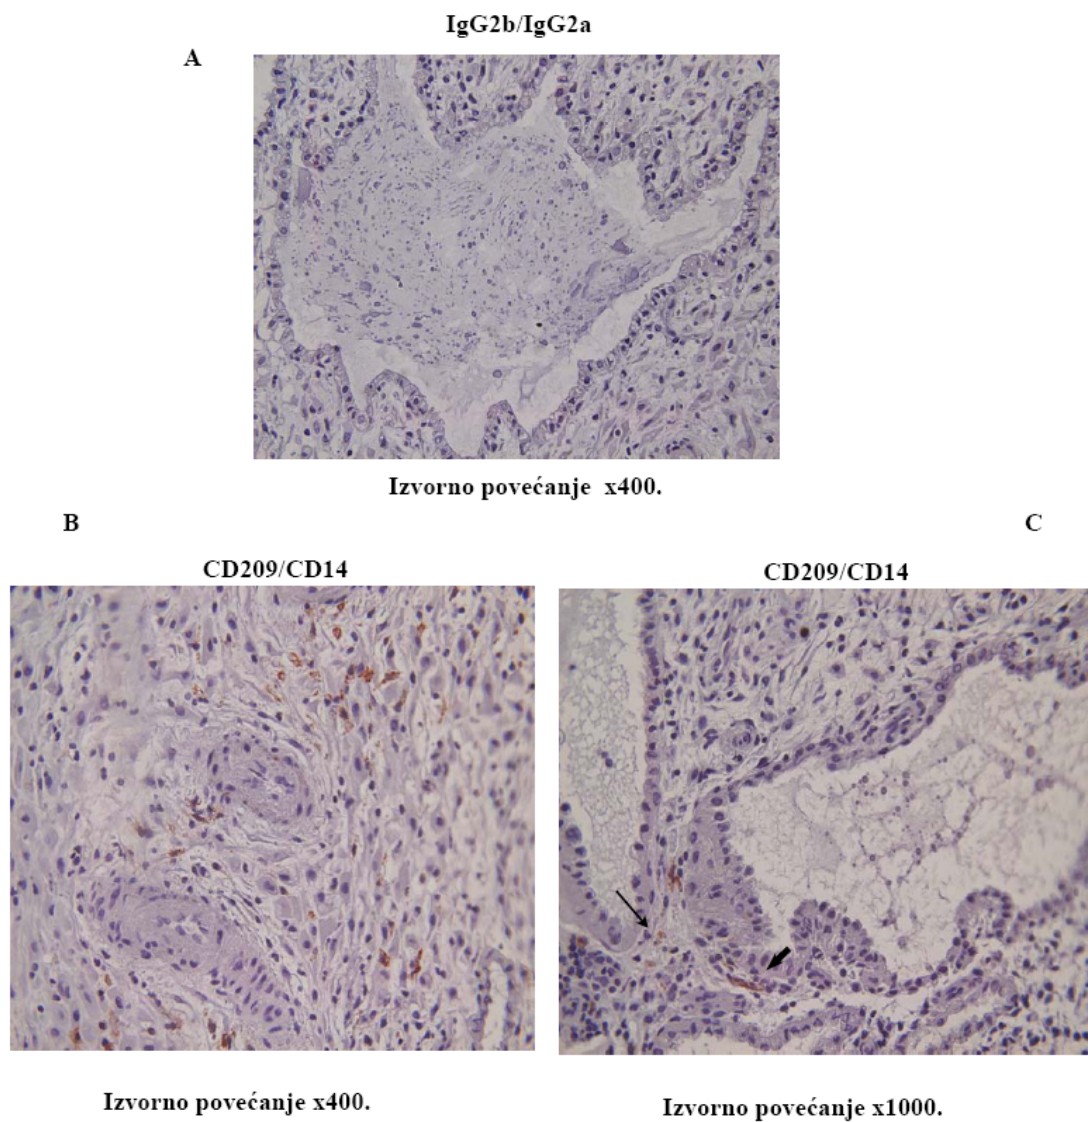 IgG2b/IgG2a
A
Izvorno povećanje x400.
B
C
CD209/CD14
CD209/CD14
Izvorno povećanje x400.
Izvorno povećanje x1000.